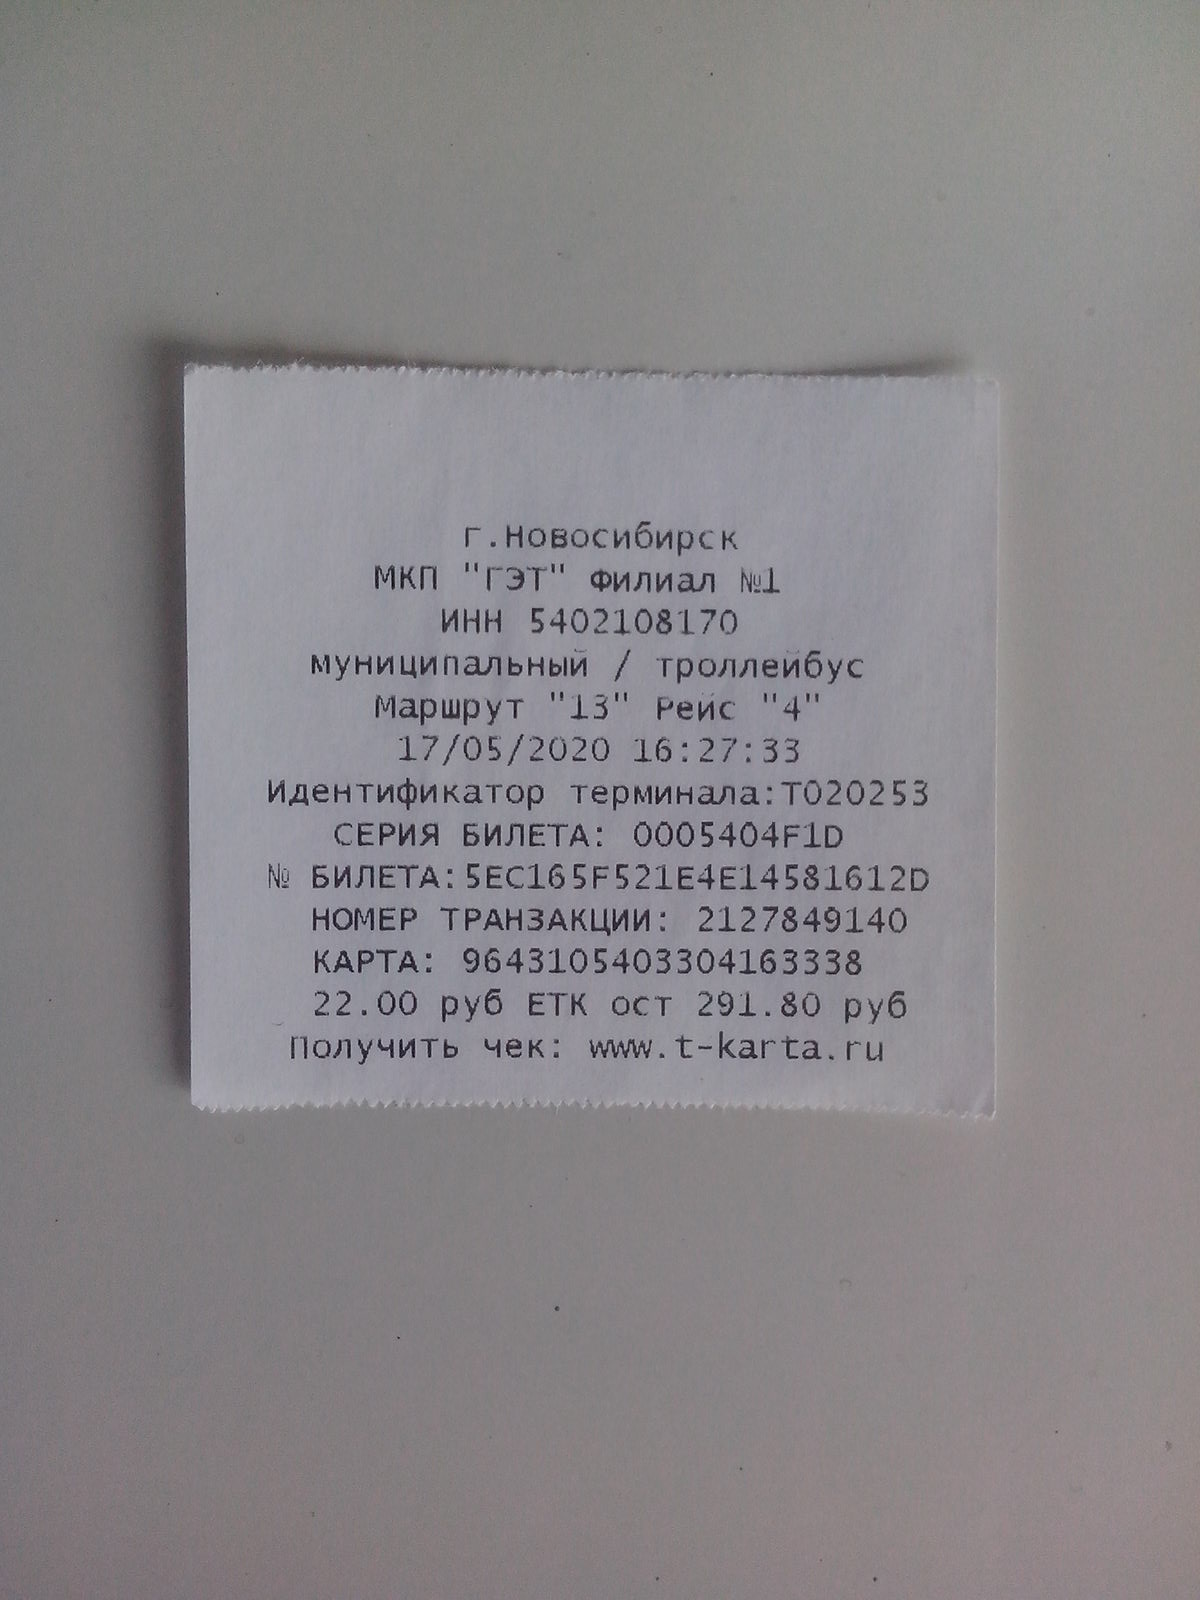 г.Новосибирск
МКП "ГЭТ" Филиал №1
ИНН 5402108170
муниципальный / троллейбус
Маршрут "13" Рейс "4"
17/05/2020 16:27:33
Идентификатор терминала:T020253
СЕРИЯ БИЛЕТА: 0005404F1D
№ БИЛЕТА:5EC165F521E4E14581612D
НОМЕР ТРАНЗАКЦИИ: 2127849140
КАРТА: 9643105403304163338
22.00 руб ЕТК ост 291.80 руб
Получить чек: www.t-karta.ru